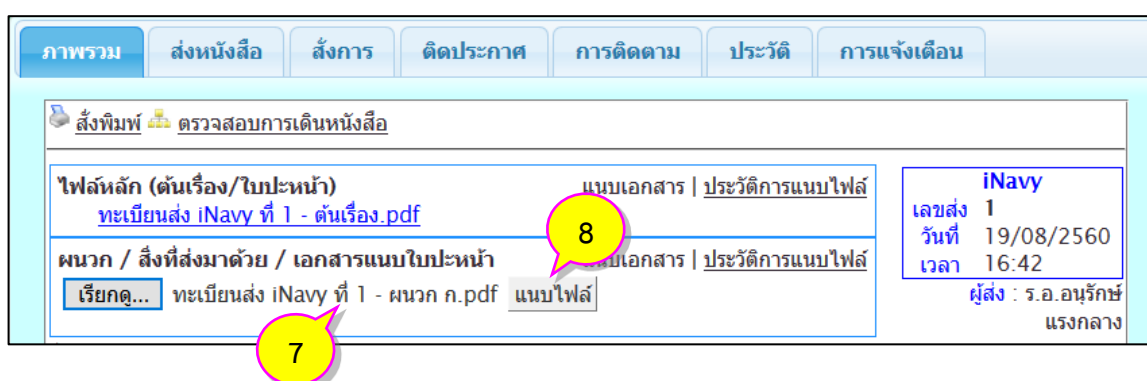 ภาพรวม ส่งหนังสือ สั่งการ ติดประกาศ การติดตาม ประวัติ การแจ้งเตือน
สั่งพิมพ์ ตรวจสอบการเดินหนังสือ
ไฟล์หลัก (ต้นเรื่อง/ใบปะหน้า) แนบเอกสาร | ประวัติการแนบไฟล์
ทะเบียนส่ง iNavy ที่ 1 - ต้นเรื่อง.pdf
8
ผนวก / สิ่งที่ส่งมาด้วย / เอกสารแนบใบปะหน้า แนบเอกสาร | ประวัติการแนบไฟล์
เรียกดู... ทะเบียนส่ง iNavy ที่ 1 - ผนวก ก.pdf แนบไฟล์
7
iNavy
เลขส่ง 1
วันที่ 19/08/2560
เวลา 16:42
ผู้ส่ง : ร.อ.อนุรักษ์
แรงกลาง